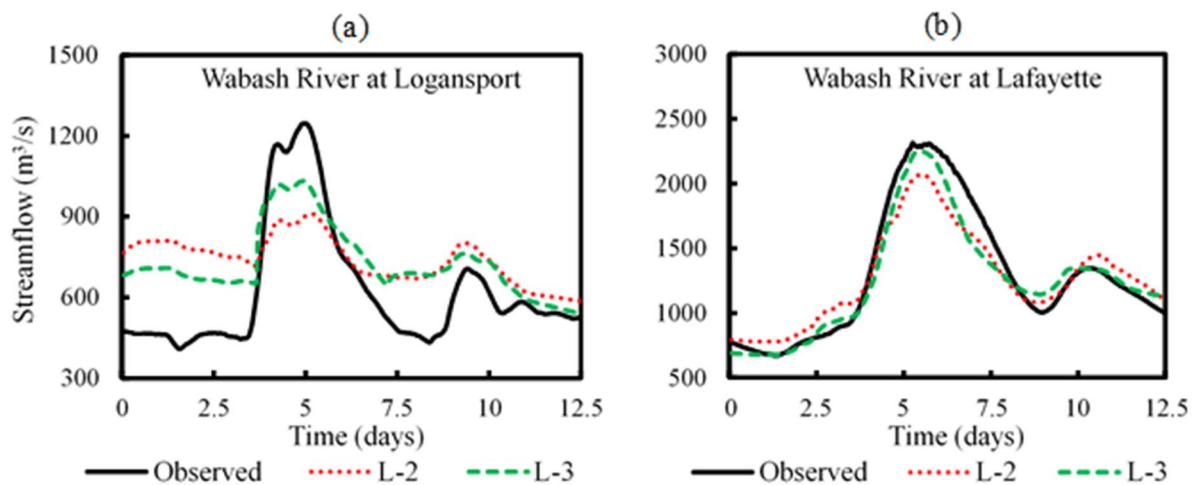 (a)
Wabash River at Logansport
Streamflow (m³/s)
1500
1200
900
600
300
0 2.5 5 7.5 10 12.5
Time (days)
Observed L-2 L-3
(b)
Wabash River at Lafayette
3000
2500
2000
1500
1000
500
0 2.5 5 7.5 10 12.5
Time (days)
Observed L-2 L-3